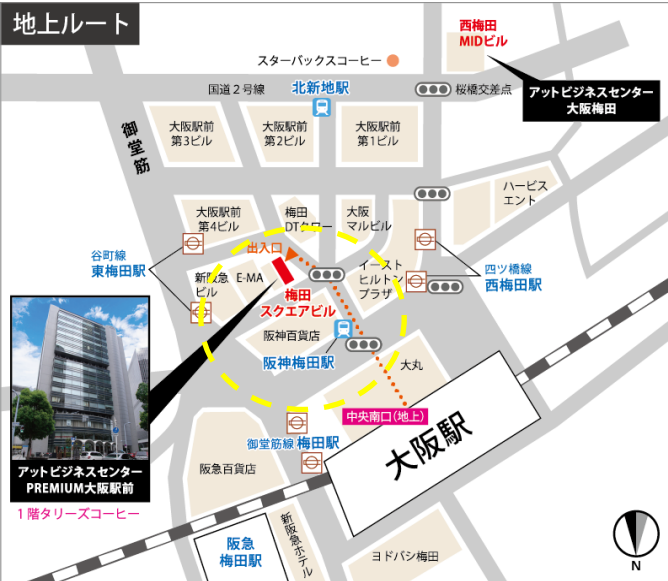 地上ルート
西梅田
MIDビル
スターバックスコーヒー
国道2号線
北新地駅
桜橋交差点
アットビジネスセンター
大阪梅田
御堂筋
大阪駅前
第3ビル
大阪駅前
第2ビル
大阪駅前
第1ビル
ハービス
エント
大阪駅前
第4ビル
梅田
DTタワー
大阪
マルビル
谷町線
東梅田駅
出入口
新阪急
ビル
E-MA
イースト
ヒルトン
プラザ
四ツ橋線
西梅田駅
梅田
スクエアビル
阪神百貨店
阪神梅田駅
大丸
中央南口(地上)
大阪駅
御堂筋線 梅田駅
アットビジネスセンター
PREMIUM大阪駅前
1階タリーズコーヒー
阪急百貨店
阪急
梅田駅
新阪急ホテル
ヨドバシ梅田
N